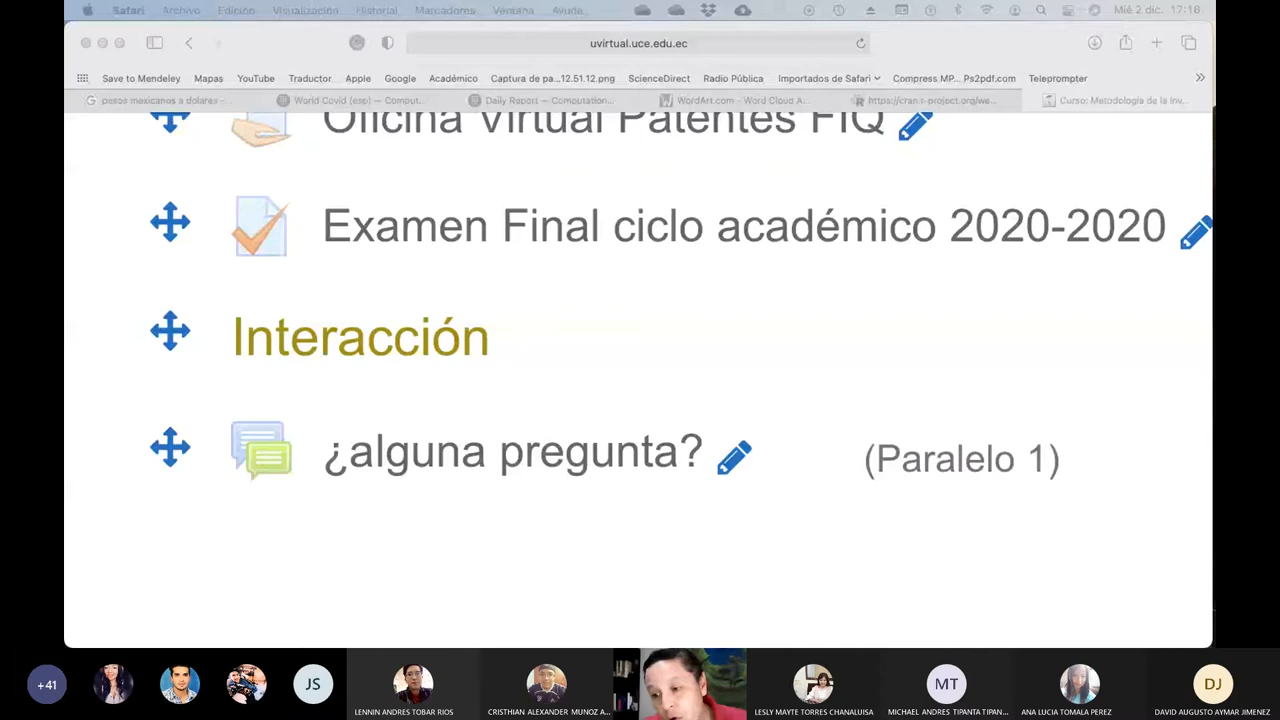 Safari Archivo Edición Visualización Historial Marcadores Ventana Ayuda Mié 2 dic. 17:18
uvirtual.uce.edu.ec
Save to Mendeley Mapas YouTube Traductor Apple Google Académico Captura de pa...12.51.12.png ScienceDirect Radio Pública Importados de Safari Compress MP... Ps2pdf.com Teleprompter
pesos mexicanos a dolares -... World Covid (esp) — Comput... Daily Report — Computation... WordArt.com - Word Cloud A... https://cran.r-project.org/we... Curso: Metodología de la inv...
Oficina Virtual Patentes FIQ
Examen Final ciclo académico 2020-2020
Interacción
¿alguna pregunta? (Paralelo 1)
+41 JS MT DJ
LENNIN ANDRES TOBAR RIOS CRISTHIAN ALEXANDER MUNOZ A... LESLY MAYTE TORRES CHANALUISA MICHAEL ANDRES TIPANTA TIPAN... ANA LUCIA TOMALA PEREZ DAVID AUGUSTO AYMAR JIMENEZ